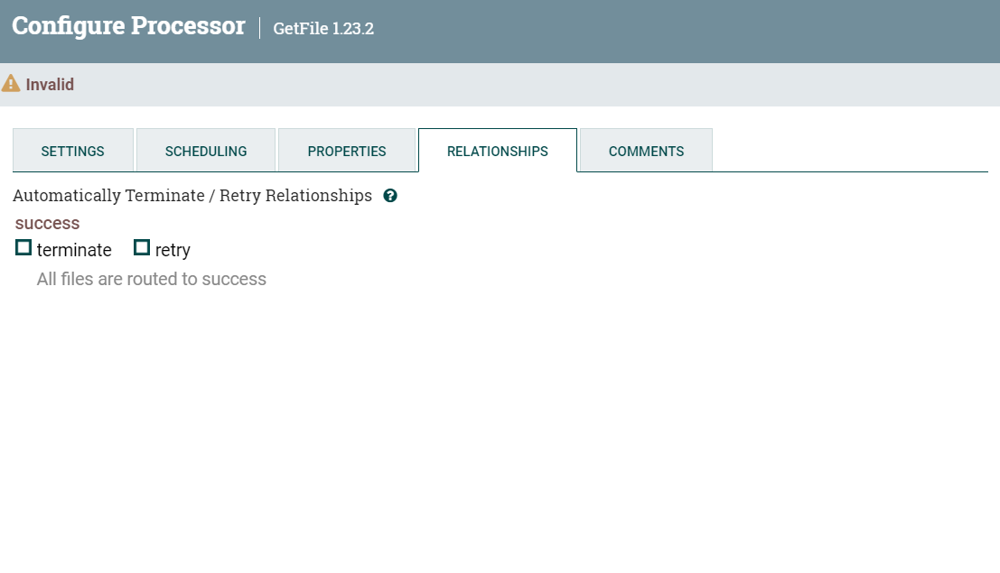 Configure Processor | GetFile 1.23.2
Invalid
SETTINGS SCHEDULING PROPERTIES RELATIONSHIPS COMMENTS
Automatically Terminate / Retry Relationships ?
success
terminate retry
All files are routed to success